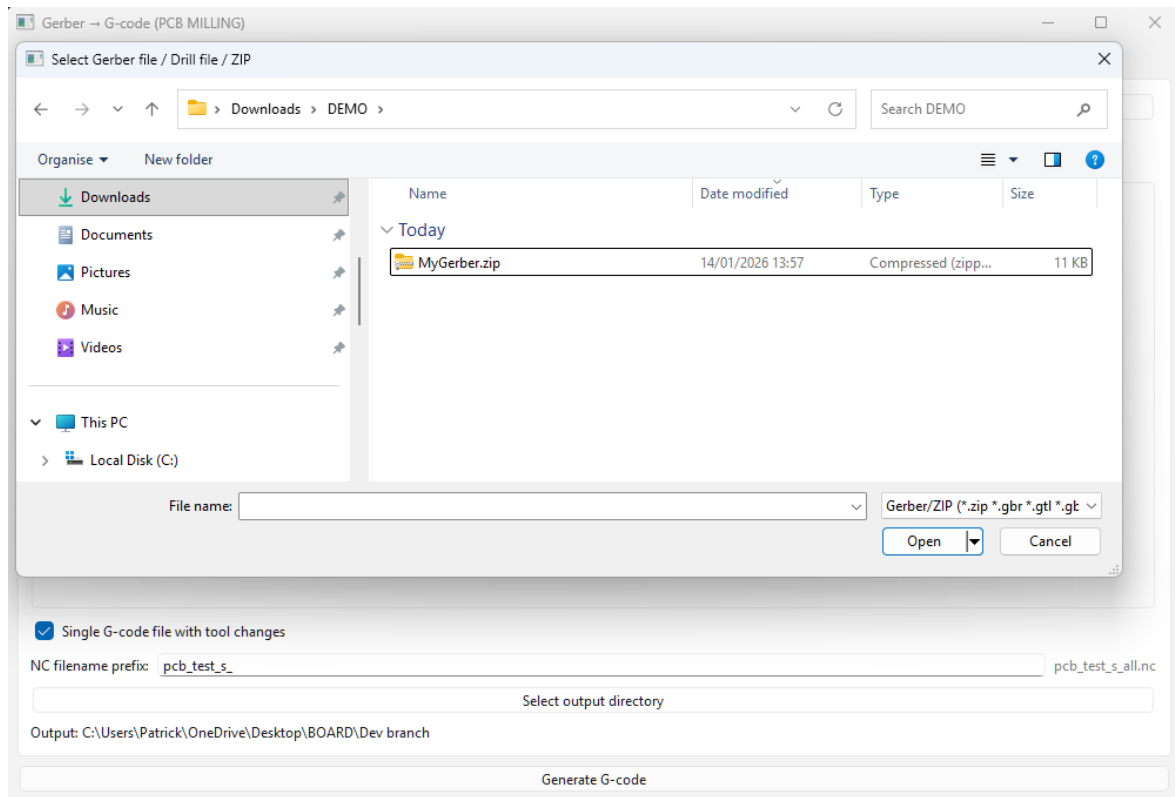 Gerber → G-code (PCB MILLING)
Select Gerber file / Drill file / ZIP
Downloads > DEMO >
Search DEMO
Organise New folder
Name Date modified Type Size
Downloads
Documents
Pictures
Music
Videos
This PC
Local Disk (C:)
Today
MyGerber.zip 14/01/2026 13:57 Compressed (zipp... 11 KB
File name: Gerber/ZIP (*.zip *.gbr *.gtl *.gb
Open Cancel
Single G-code file with tool changes
NC filename prefix: pcb_test_s_ pcb_test_s_all.nc
Select output directory
Output: C:\Users\Patrick\OneDrive\Desktop\BOARD\Dev branch
Generate G-code